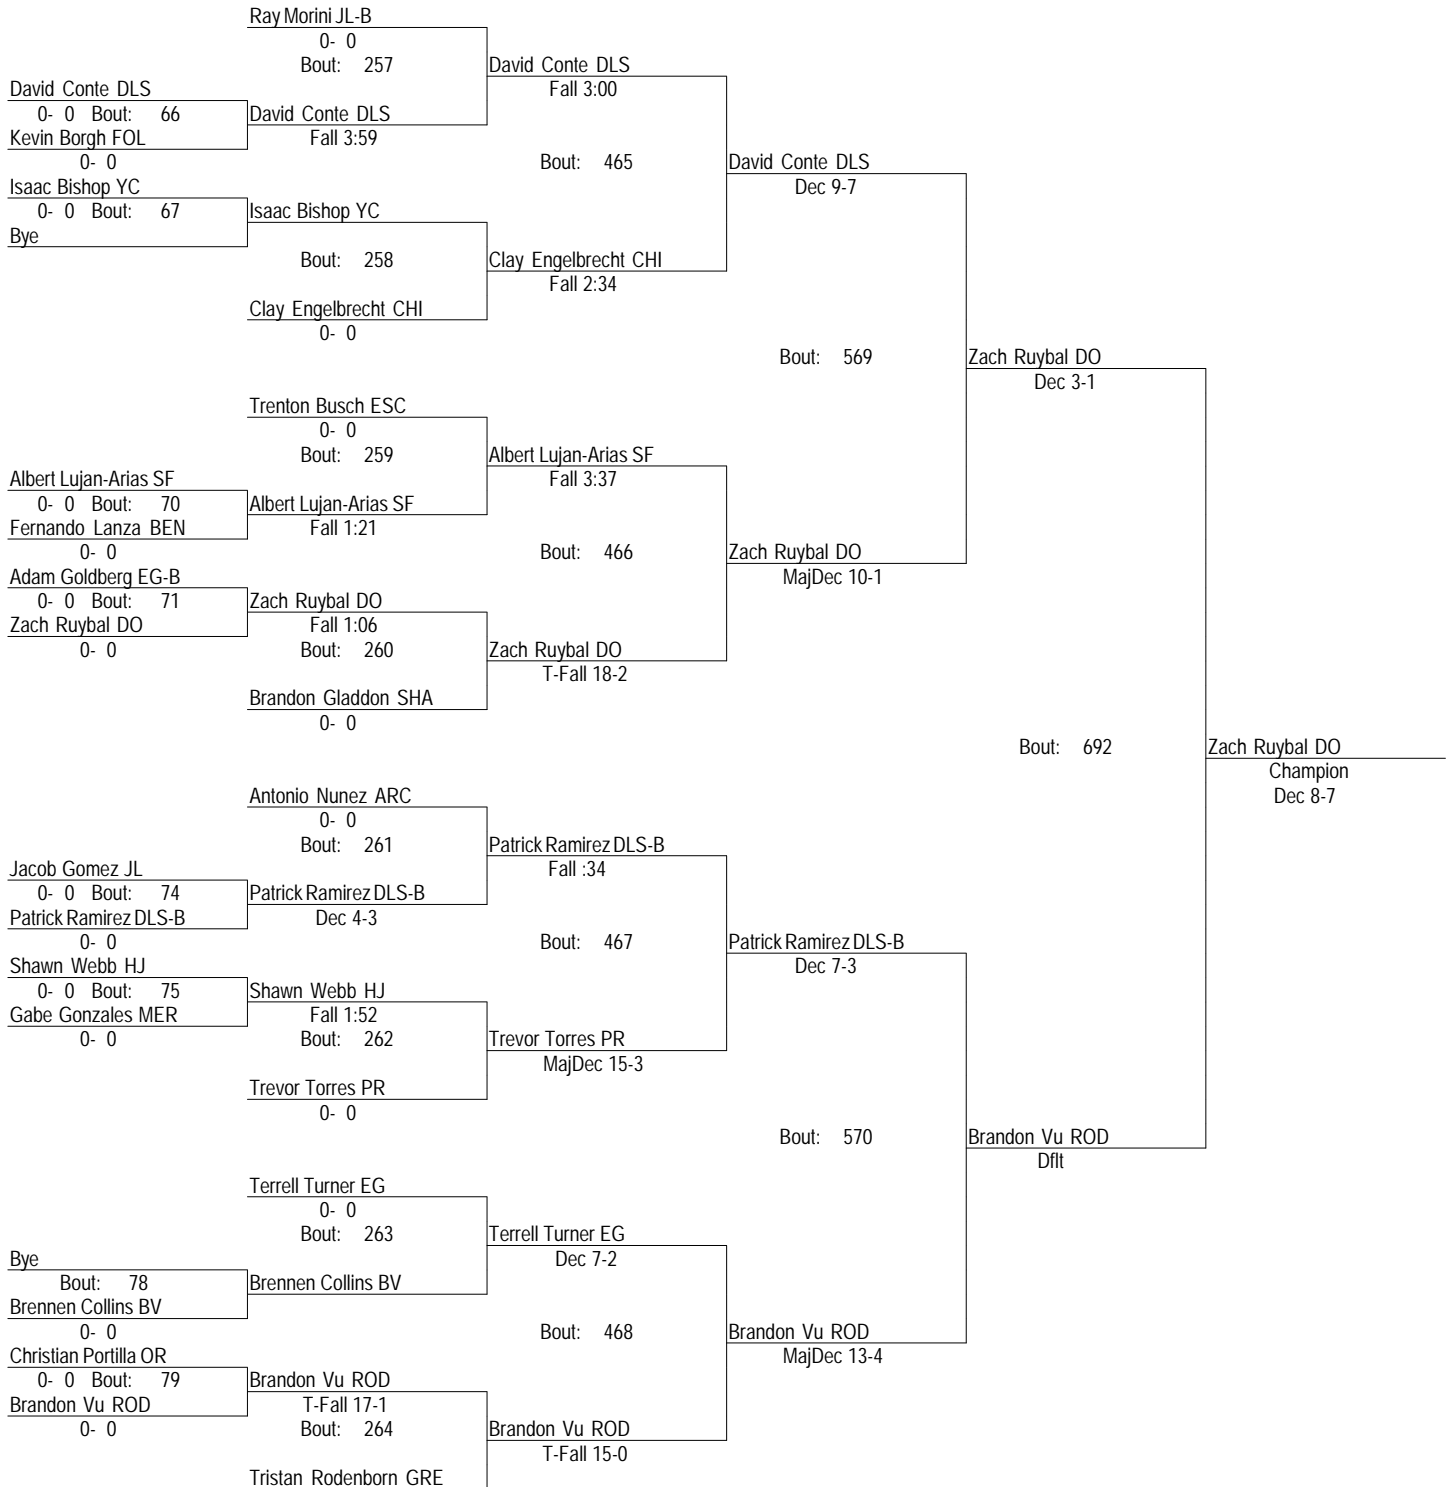 Ray Morini JL-B
0- 0
Bout: 257 David Conte DLS
David Conte DLS Fall 3:00
0- 0 Bout: 66 David Conte DLS
Kevin Borgh FOL Fall 3:59
0- 0 Bout: 465 David Conte DLS
Isaac Bishop YC Dec 9-7
0- 0 Bout: 67 Isaac Bishop YC
Bye
Bout: 258 Clay Engelbrecht CHI
Fall 2:34
Clay Engelbrecht CHI
0- 0
Bout: 569 Zach Ruybal DO
Dec 3-1
Trenton Busch ESC
0- 0
Bout: 259 Albert Lujan-Arias SF
Albert Lujan-Arias SF Fall 3:37
0- 0 Bout: 70 Albert Lujan-Arias SF
Fernando Lanza BEN Fall 1:21
0- 0 Bout: 466 Zach Ruybal DO
Adam Goldberg EG-B MajDec 10-1
0- 0 Bout: 71 Zach Ruybal DO
Zach Ruybal DO Fall 1:06
0- 0 Bout: 260 Zach Ruybal DO
T-Fall 18-2
Brandon Gladdon SHA
0- 0
Bout: 692 Zach Ruybal DO
Champion
Antonio Nunez ARC Dec 8-7
0- 0
Bout: 261 Patrick Ramirez DLS-B
Jacob Gomez JL Fall :34
0- 0 Bout: 74 Patrick Ramirez DLS-B
Patrick Ramirez DLS-B Dec 4-3
0- 0 Bout: 467 Patrick Ramirez DLS-B
Shawn Webb HJ Dec 7-3
0- 0 Bout: 75 Shawn Webb HJ
Gabe Gonzales MER Fall 1:52
0- 0 Bout: 262 Trevor Torres PR
MajDec 15-3
Trevor Torres PR
0- 0
Bout: 570 Brandon Vu ROD
Dflt
Terrell Turner EG
0- 0
Bout: 263 Terrell Turner EG
Bye Dec 7-2
Bout: 78 Brennen Collins BV
Brennen Collins BV
0- 0 Bout: 468 Brandon Vu ROD
Christian Portilla OR MajDec 13-4
0- 0 Bout: 79 Brandon Vu ROD
Brandon Vu ROD T-Fall 17-1
0- 0 Bout: 264 Brandon Vu ROD
T-Fall 15-0
Tristan Rodenborn GRE